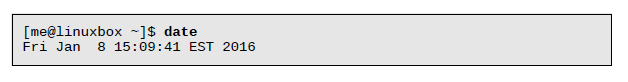 [me@linuxbox ~]$ date
Fri Jan  8 15:09:41 EST 2016